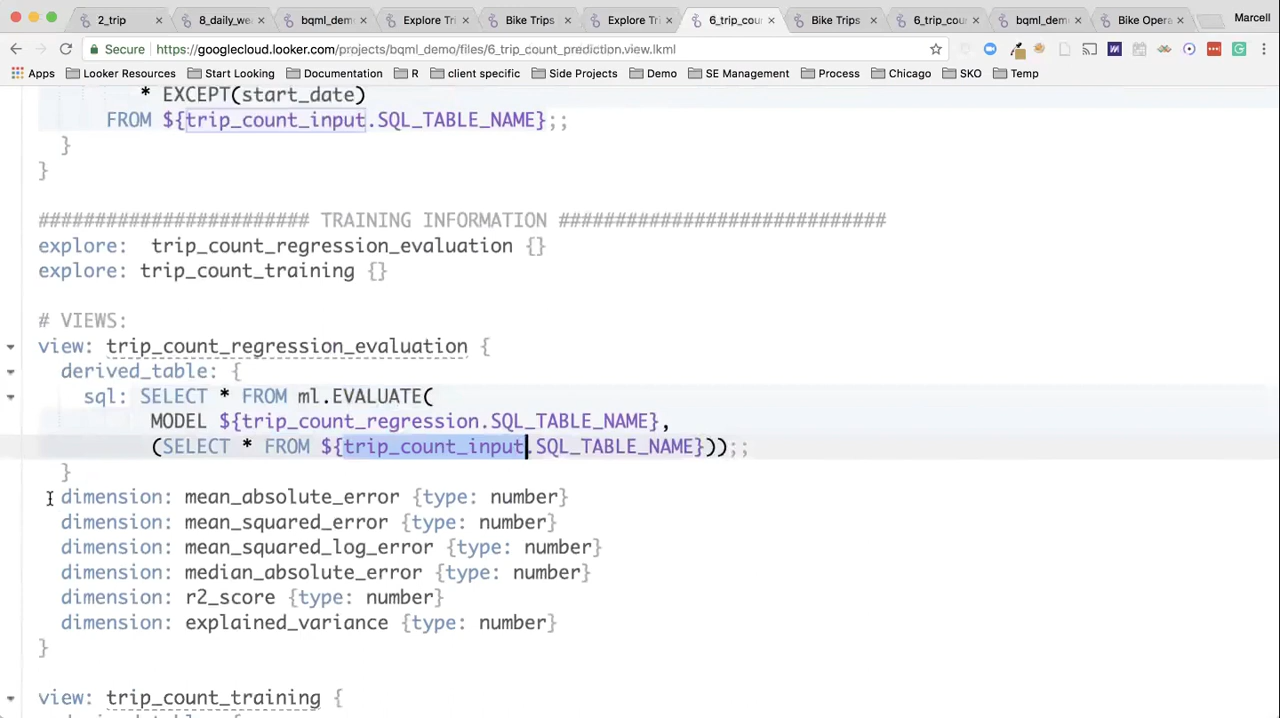 2_trip
8_daily_we
bqml_dem
Explore Tri
Bike Trips
Explore Tri
6_trip_cou
Bike Trips
6_trip_cou
bqml_dem
Bike Opera
Marcell
Secure
https://googlecloud.looker.com/projects/bqml_demo/files/6_trip_count_prediction.view.lkml
Apps Looker Resources Start Looking Documentation R client specific Side Projects Demo SE Management Process Chicago SKO Temp
* EXCEPT(start_date)
FROM ${trip_count_input.SQL_TABLE_NAME};;
}
}
######################## TRAINING INFORMATION #############################
explore: trip_count_regression_evaluation {}
explore: trip_count_training {}
# VIEWS:
view: trip_count_regression_evaluation {
derived_table: {
sql: SELECT * FROM ml.EVALUATE(
MODEL ${trip_count_regression.SQL_TABLE_NAME},
(SELECT * FROM ${trip_count_input.SQL_TABLE_NAME}));;
}
dimension: mean_absolute_error {type: number}
dimension: mean_squared_error {type: number}
dimension: mean_squared_log_error {type: number}
dimension: median_absolute_error {type: number}
dimension: r2_score {type: number}
dimension: explained_variance {type: number}
}
view: trip_count_training {